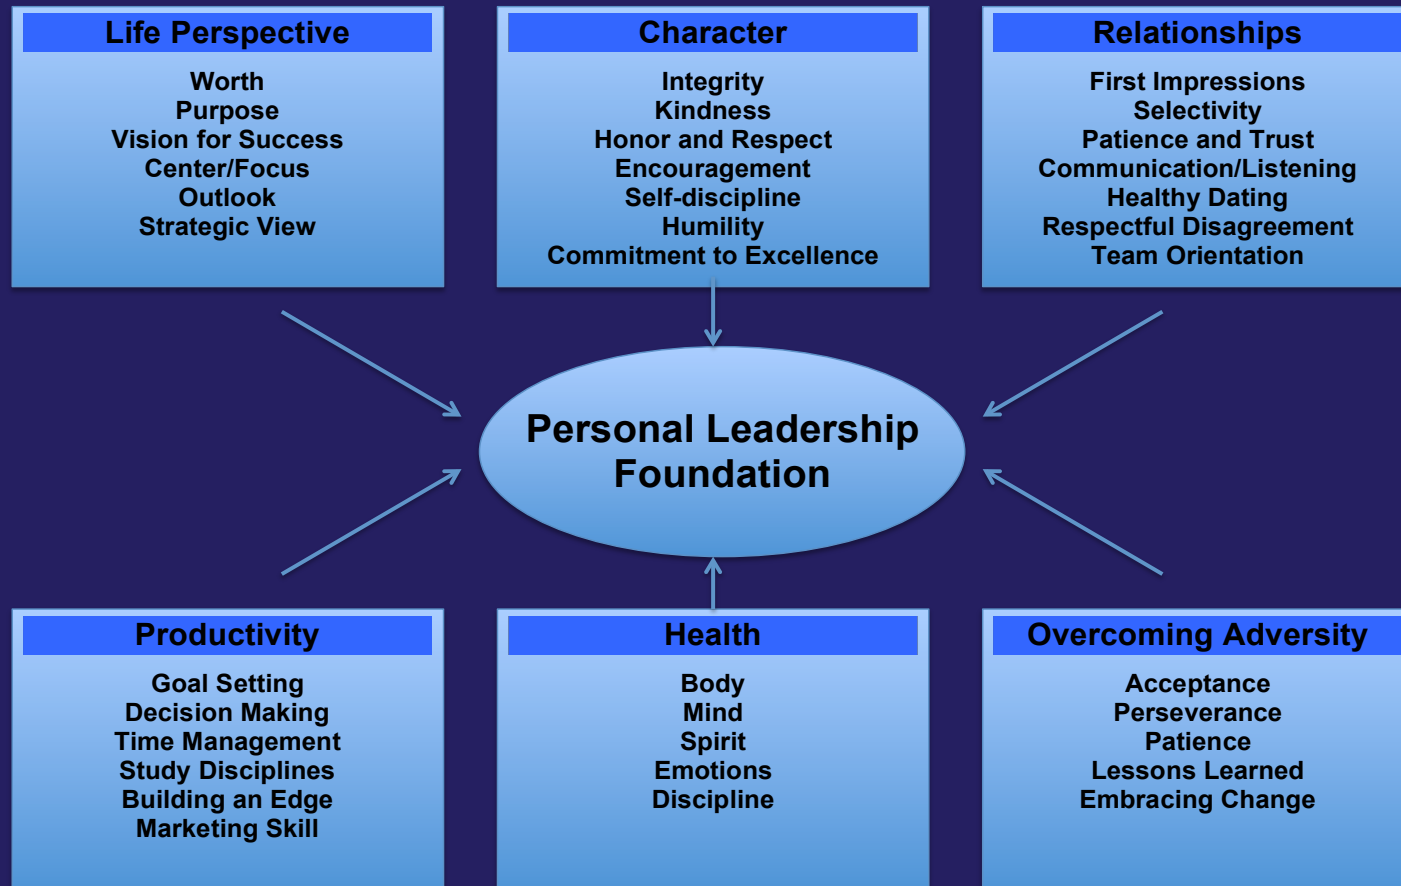 Life Perspective
Worth
Purpose
Vision for Success
Center/Focus
Outlook
Strategic View
Character
Integrity
Kindness
Honor and Respect
Encouragement
Self-discipline
Humility
Commitment to Excellence
Relationships
First Impressions
Selectivity
Patience and Trust
Communication/Listening
Healthy Dating
Respectful Disagreement
Team Orientation
Personal Leadership
Foundation
Productivity
Goal Setting
Decision Making
Time Management
Study Disciplines
Building an Edge
Marketing Skill
Health
Body
Mind
Spirit
Emotions
Discipline
Overcoming Adversity
Acceptance
Perseverance
Patience
Lessons Learned
Embracing Change